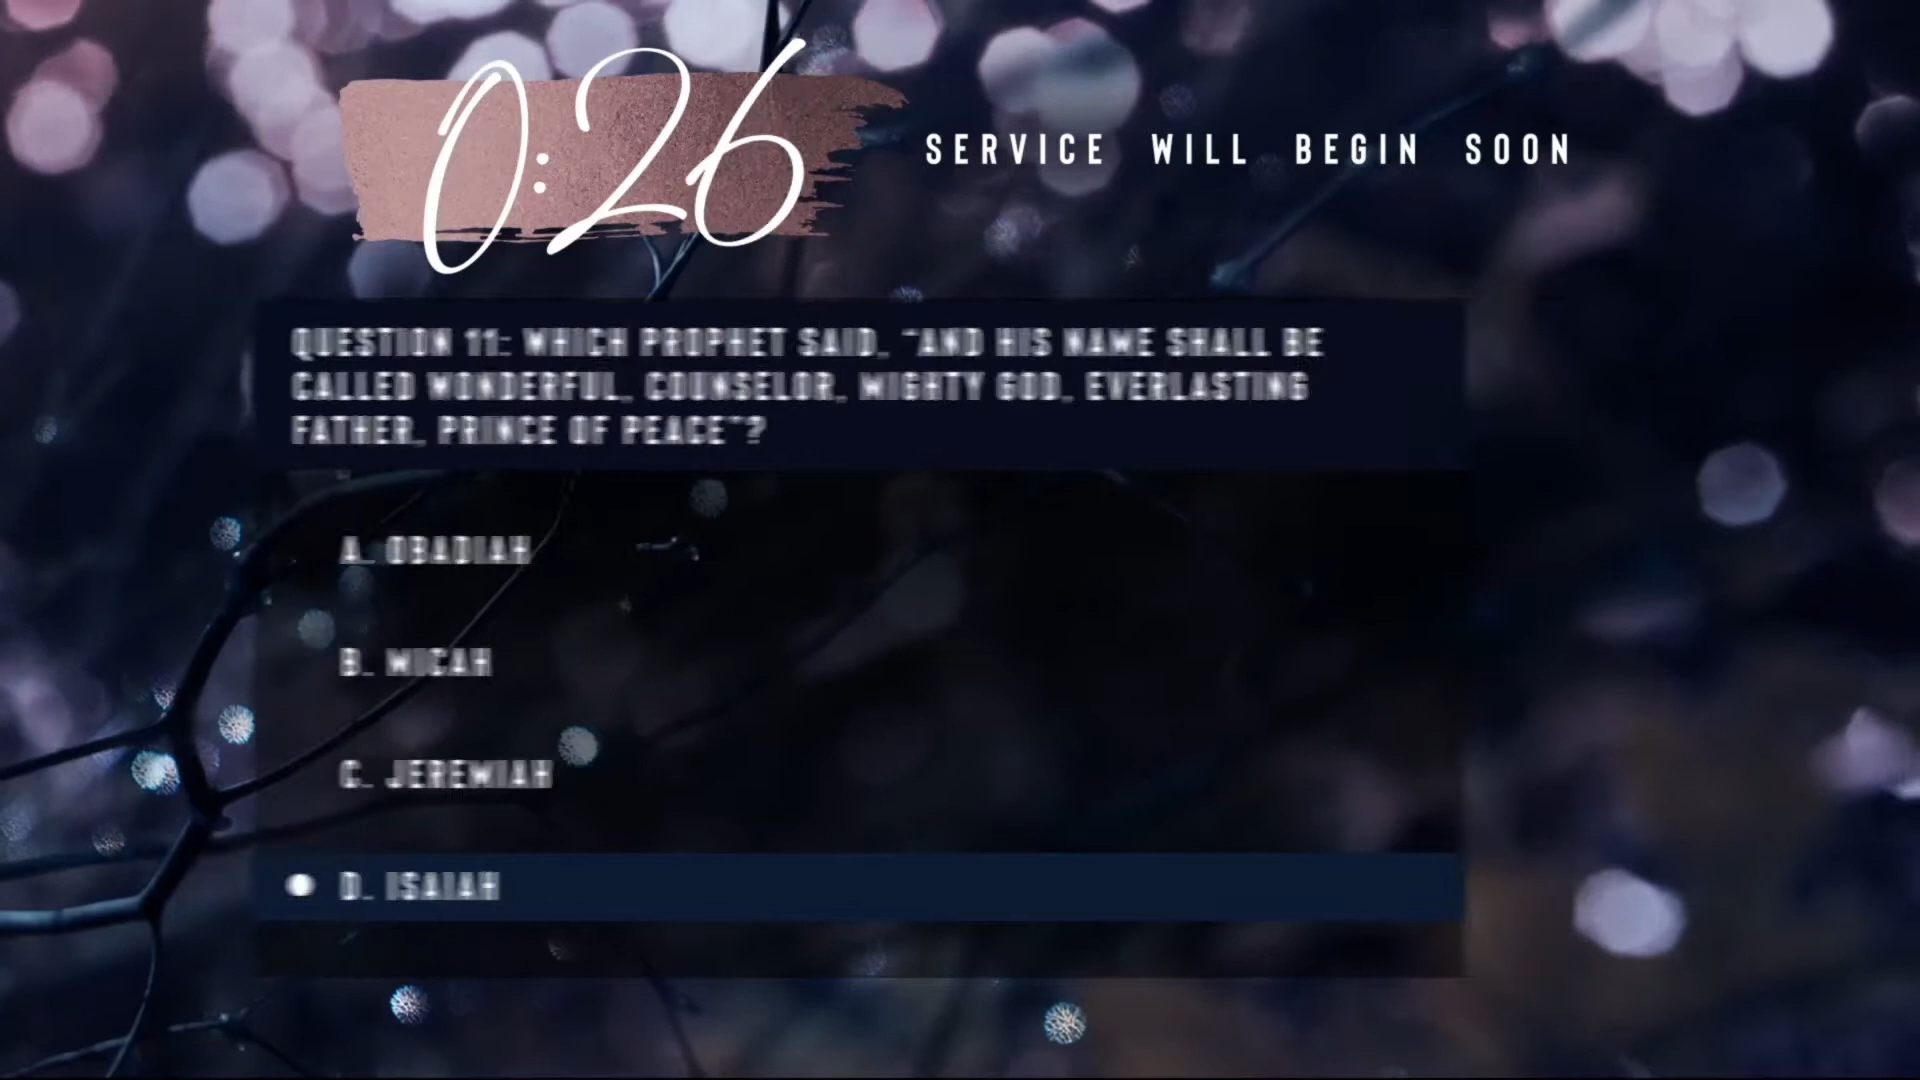 0:26
SERVICE WILL BEGIN SOON
QUESTION 11: WHICH PROPHET SAID, "AND HIS NAME SHALL BE
CALLED WONDERFUL, COUNSELOR, MIGHTY GOD, EVERLASTING
FATHER, PRINCE OF PEACE"?
A. OBADIAH
B. MICAH
C. JEREMIAH
D. ISAIAH